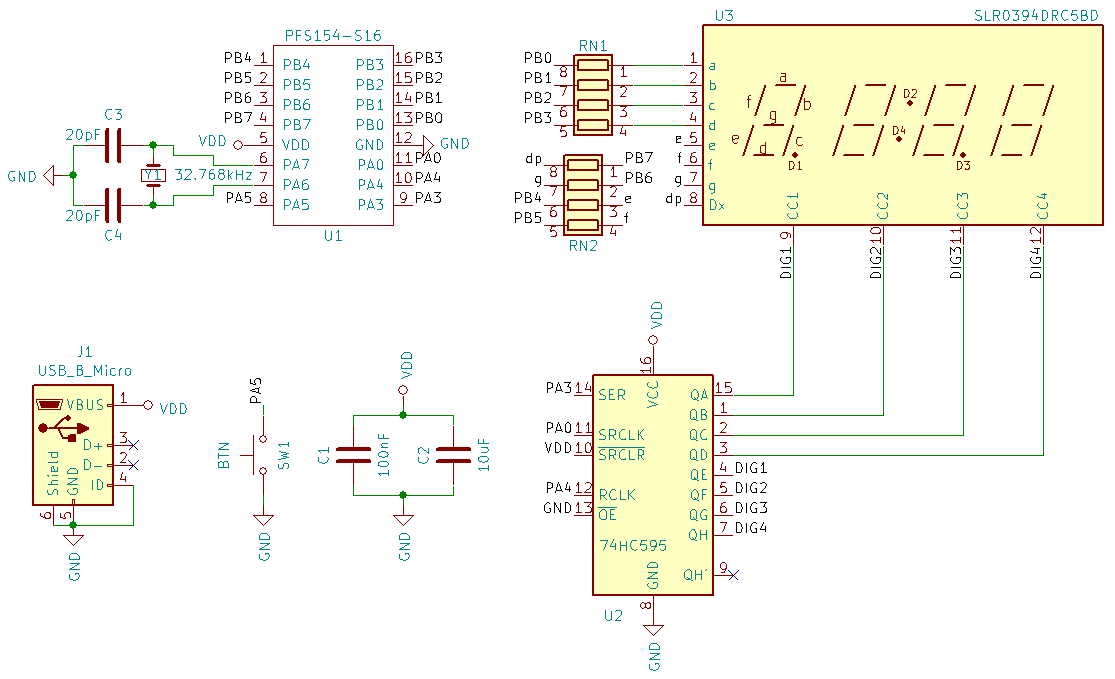 PFS154-S16
PB4 1 PB4 PB3 16 PB3
PB5 2 PB5 PB2 15 PB2
PB6 3 PB6 PB1 14 PB1
PB7 4 PB7 PB0 13 PB0
VDD 5 VDD GND 12 GND
6 PA7 PA0 11 PA0
7 PA6 PA4 10 PA4
PA5 8 PA5 PA3 9 PA3
U1
C3
20pF
GND
Y1 32.768kHz
20pF
C4
RN1
PB0 8 1
PB1 7 2
PB2 6 3
PB3 5 4
dp 8 1 PB7
g 7 2 PB6
PB4 6 3 e
PB5 5 4 f
RN2
U3 SLR0394DRC5BD
1 a
2 b
3 c
4 d
e 5 e
f 6 f
g 7 g
dp 8 Dx
a
f b
g
e c
d
D1
D2
D4
D3
CC1 CC2 CC3 CC4
9 10 11 12
DIG1 DIG2 DIG3 DIG4
J1
USB_B_Micro
VBUS 1 VDD
D+ 3
D- 2
ID 4
Shield GND
6 5
GND
PA5
BTN SW1
GND
VDD
C1 100nF C2 10uF
GND
VDD
16
VCC
PA3 14 SER QA 15
QB 1
PA0 11 SRCLK QC 2
VDD 10 SRCLR QD 3
QE 4 DIG1
PA4 12 RCLK QF 5 DIG2
GND 13 OE QG 6 DIG3
QH 7 DIG4
74HC595
QH' 9
GND
8
U2
GND